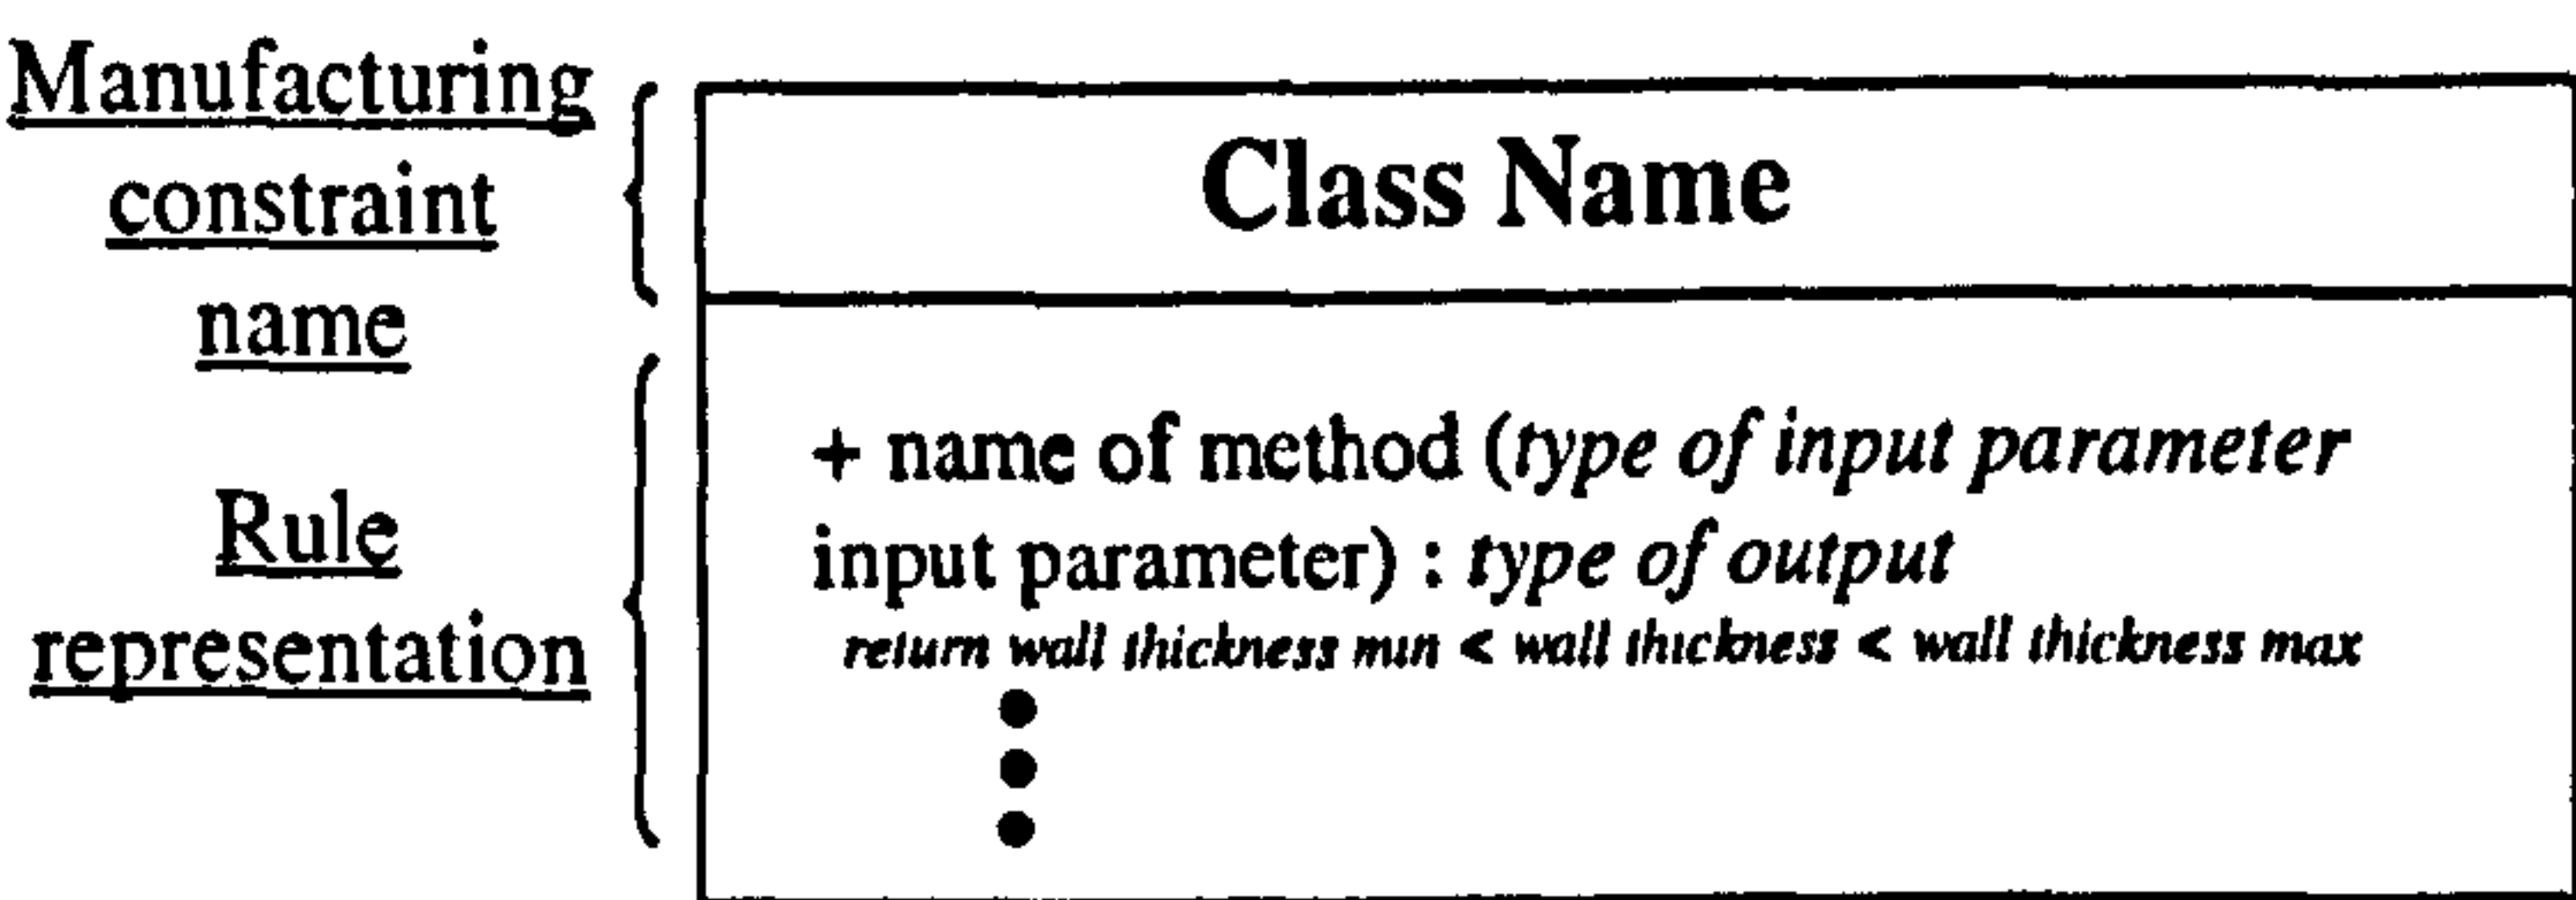 Manufacturing
constraint
name
Class Name
Rule
representation
+ name of method (type of input parameter
input parameter) : type of output
return wall thickness min < wall thickness < wall thickness max